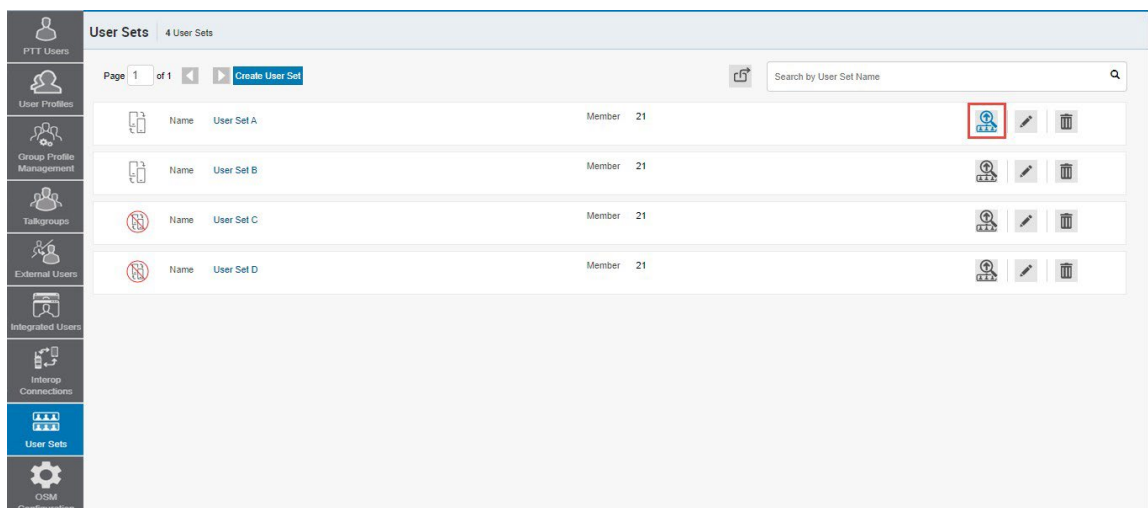 PTT Users
User Profiles
Group Profile
Management
Talkgroups
External Users
Integrated Users
Interop
Connections
User Sets
OSM
Configuration
User Sets 4 User Sets
Page 1 of 1 Create User Set Search by User Set Name
Name User Set A Member 21
Name User Set B Member 21
Name User Set C Member 21
Name User Set D Member 21